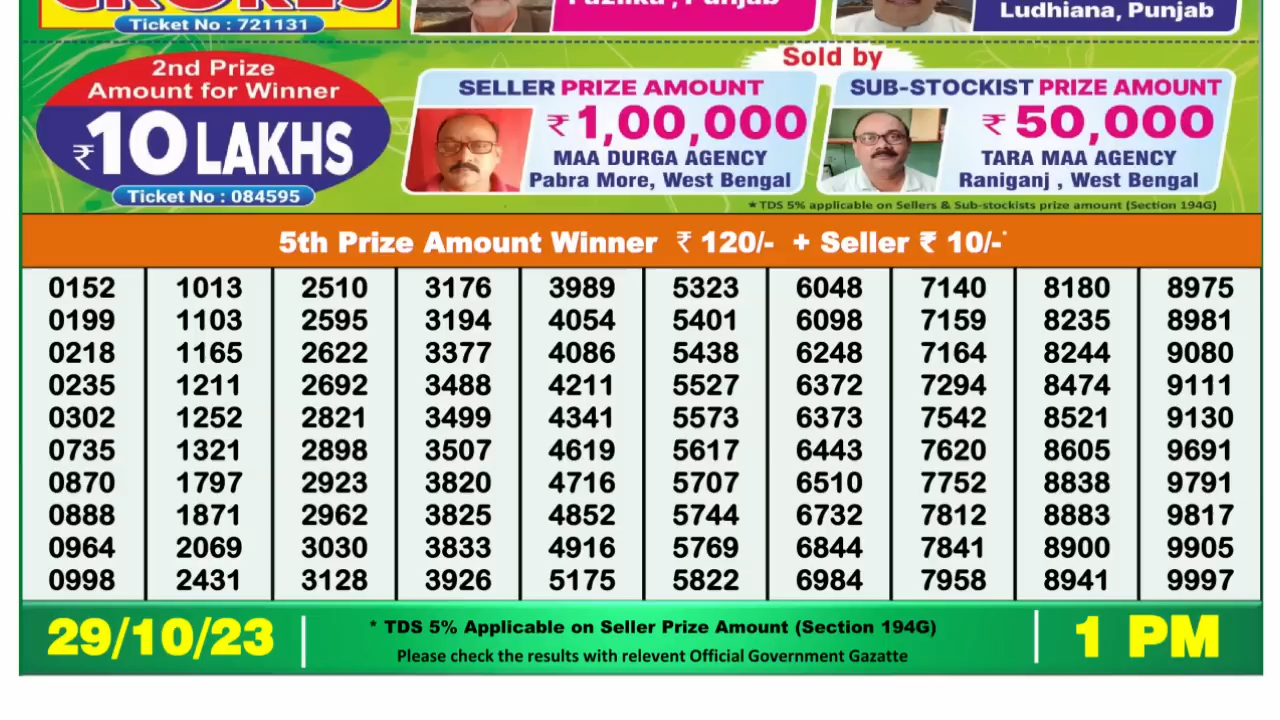 CRORES
Ticket No : 721131
Fazilka , Punjab
Ludhiana, Punjab
2nd Prize
Amount for Winner
₹10 LAKHS
Ticket No : 084595
Sold by
SELLER PRIZE AMOUNT
₹ 1,00,000
MAA DURGA AGENCY
Pabra More, West Bengal
SUB-STOCKIST PRIZE AMOUNT
₹ 50,000
TARA MAA AGENCY
Raniganj , West Bengal
★ TDS 5% applicable on Sellers & Sub-stockists prize amount (Section 194G)
5th Prize Amount Winner ₹ 120/- + Seller ₹ 10/-*
0152 1013 2510 3176 3989 5323 6048 7140 8180 8975
0199 1103 2595 3194 4054 5401 6098 7159 8235 8981
0218 1165 2622 3377 4086 5438 6248 7164 8244 9080
0235 1211 2692 3488 4211 5527 6372 7294 8474 9111
0302 1252 2821 3499 4341 5573 6373 7542 8521 9130
0735 1321 2898 3507 4619 5617 6443 7620 8605 9691
0870 1797 2923 3820 4716 5707 6510 7752 8838 9791
0888 1871 2962 3825 4852 5744 6732 7812 8883 9817
0964 2069 3030 3833 4916 5769 6844 7841 8900 9905
0998 2431 3128 3926 5175 5822 6984 7958 8941 9997
29/10/23
* TDS 5% Applicable on Seller Prize Amount (Section 194G)
Please check the results with relevent Official Government Gazatte
1 PM